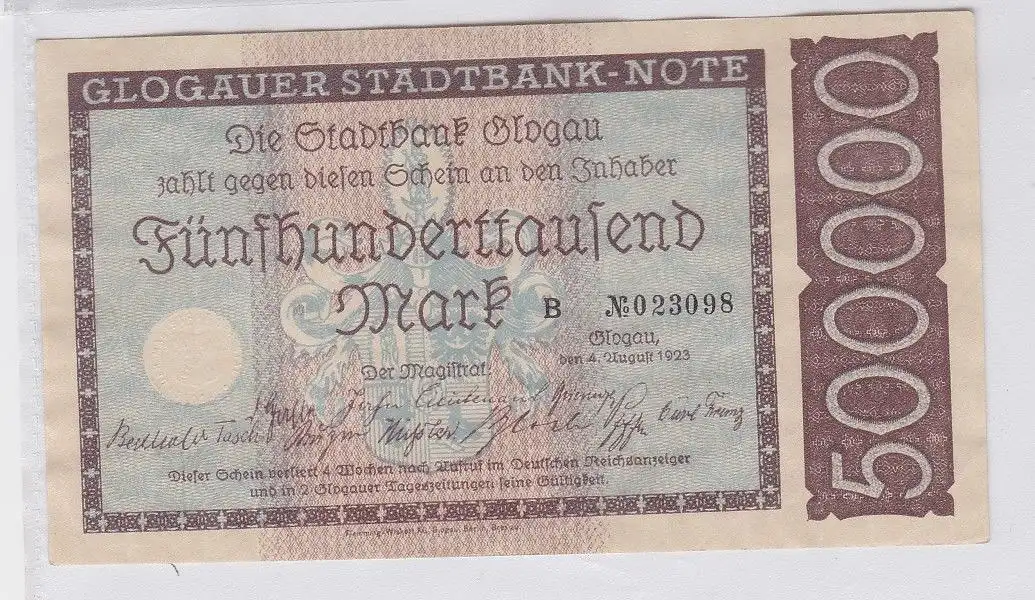 GLOGAUER STADTBANK-NOTE
Die Stadtbank Glogau
zahlt gegen diesen Schein an den Inhaber
Fünfhunderttausend
Mark B №023098
Glogau,
den 4. August 1923
Der Magistrat.
Berthold Tasch
Dieser Schein verliert 4 Wochen nach Aufruf im Deutschen Reichsanzeiger
und in 2 Glogauer Tageszeitungen seine Gültigkeit.
500000